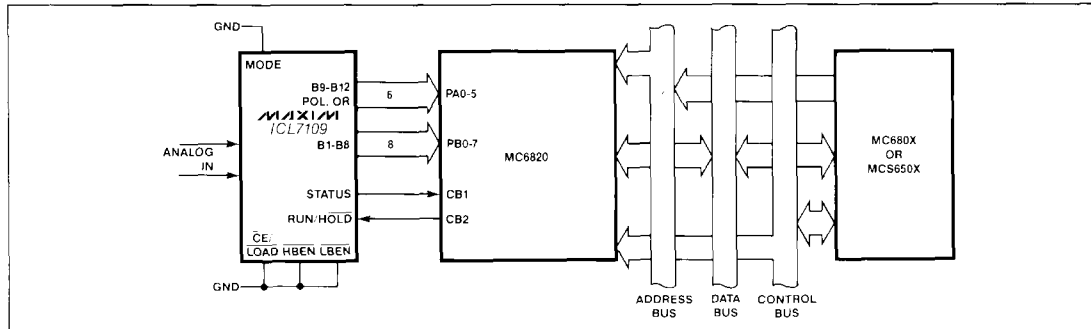 GND
MODE
B9-B12
POL, OR
MAXIM
ICL7109
B1-B8
ANALOG
IN
STATUS
RUN/HOLD
CE/
LOAD HBEN LBEN
GND
6
8
PA0-5
PB0-7
MC6820
CB1
CB2
ADDRESS
BUS
DATA
BUS
CONTROL
BUS
MC680X
OR
MCS650X